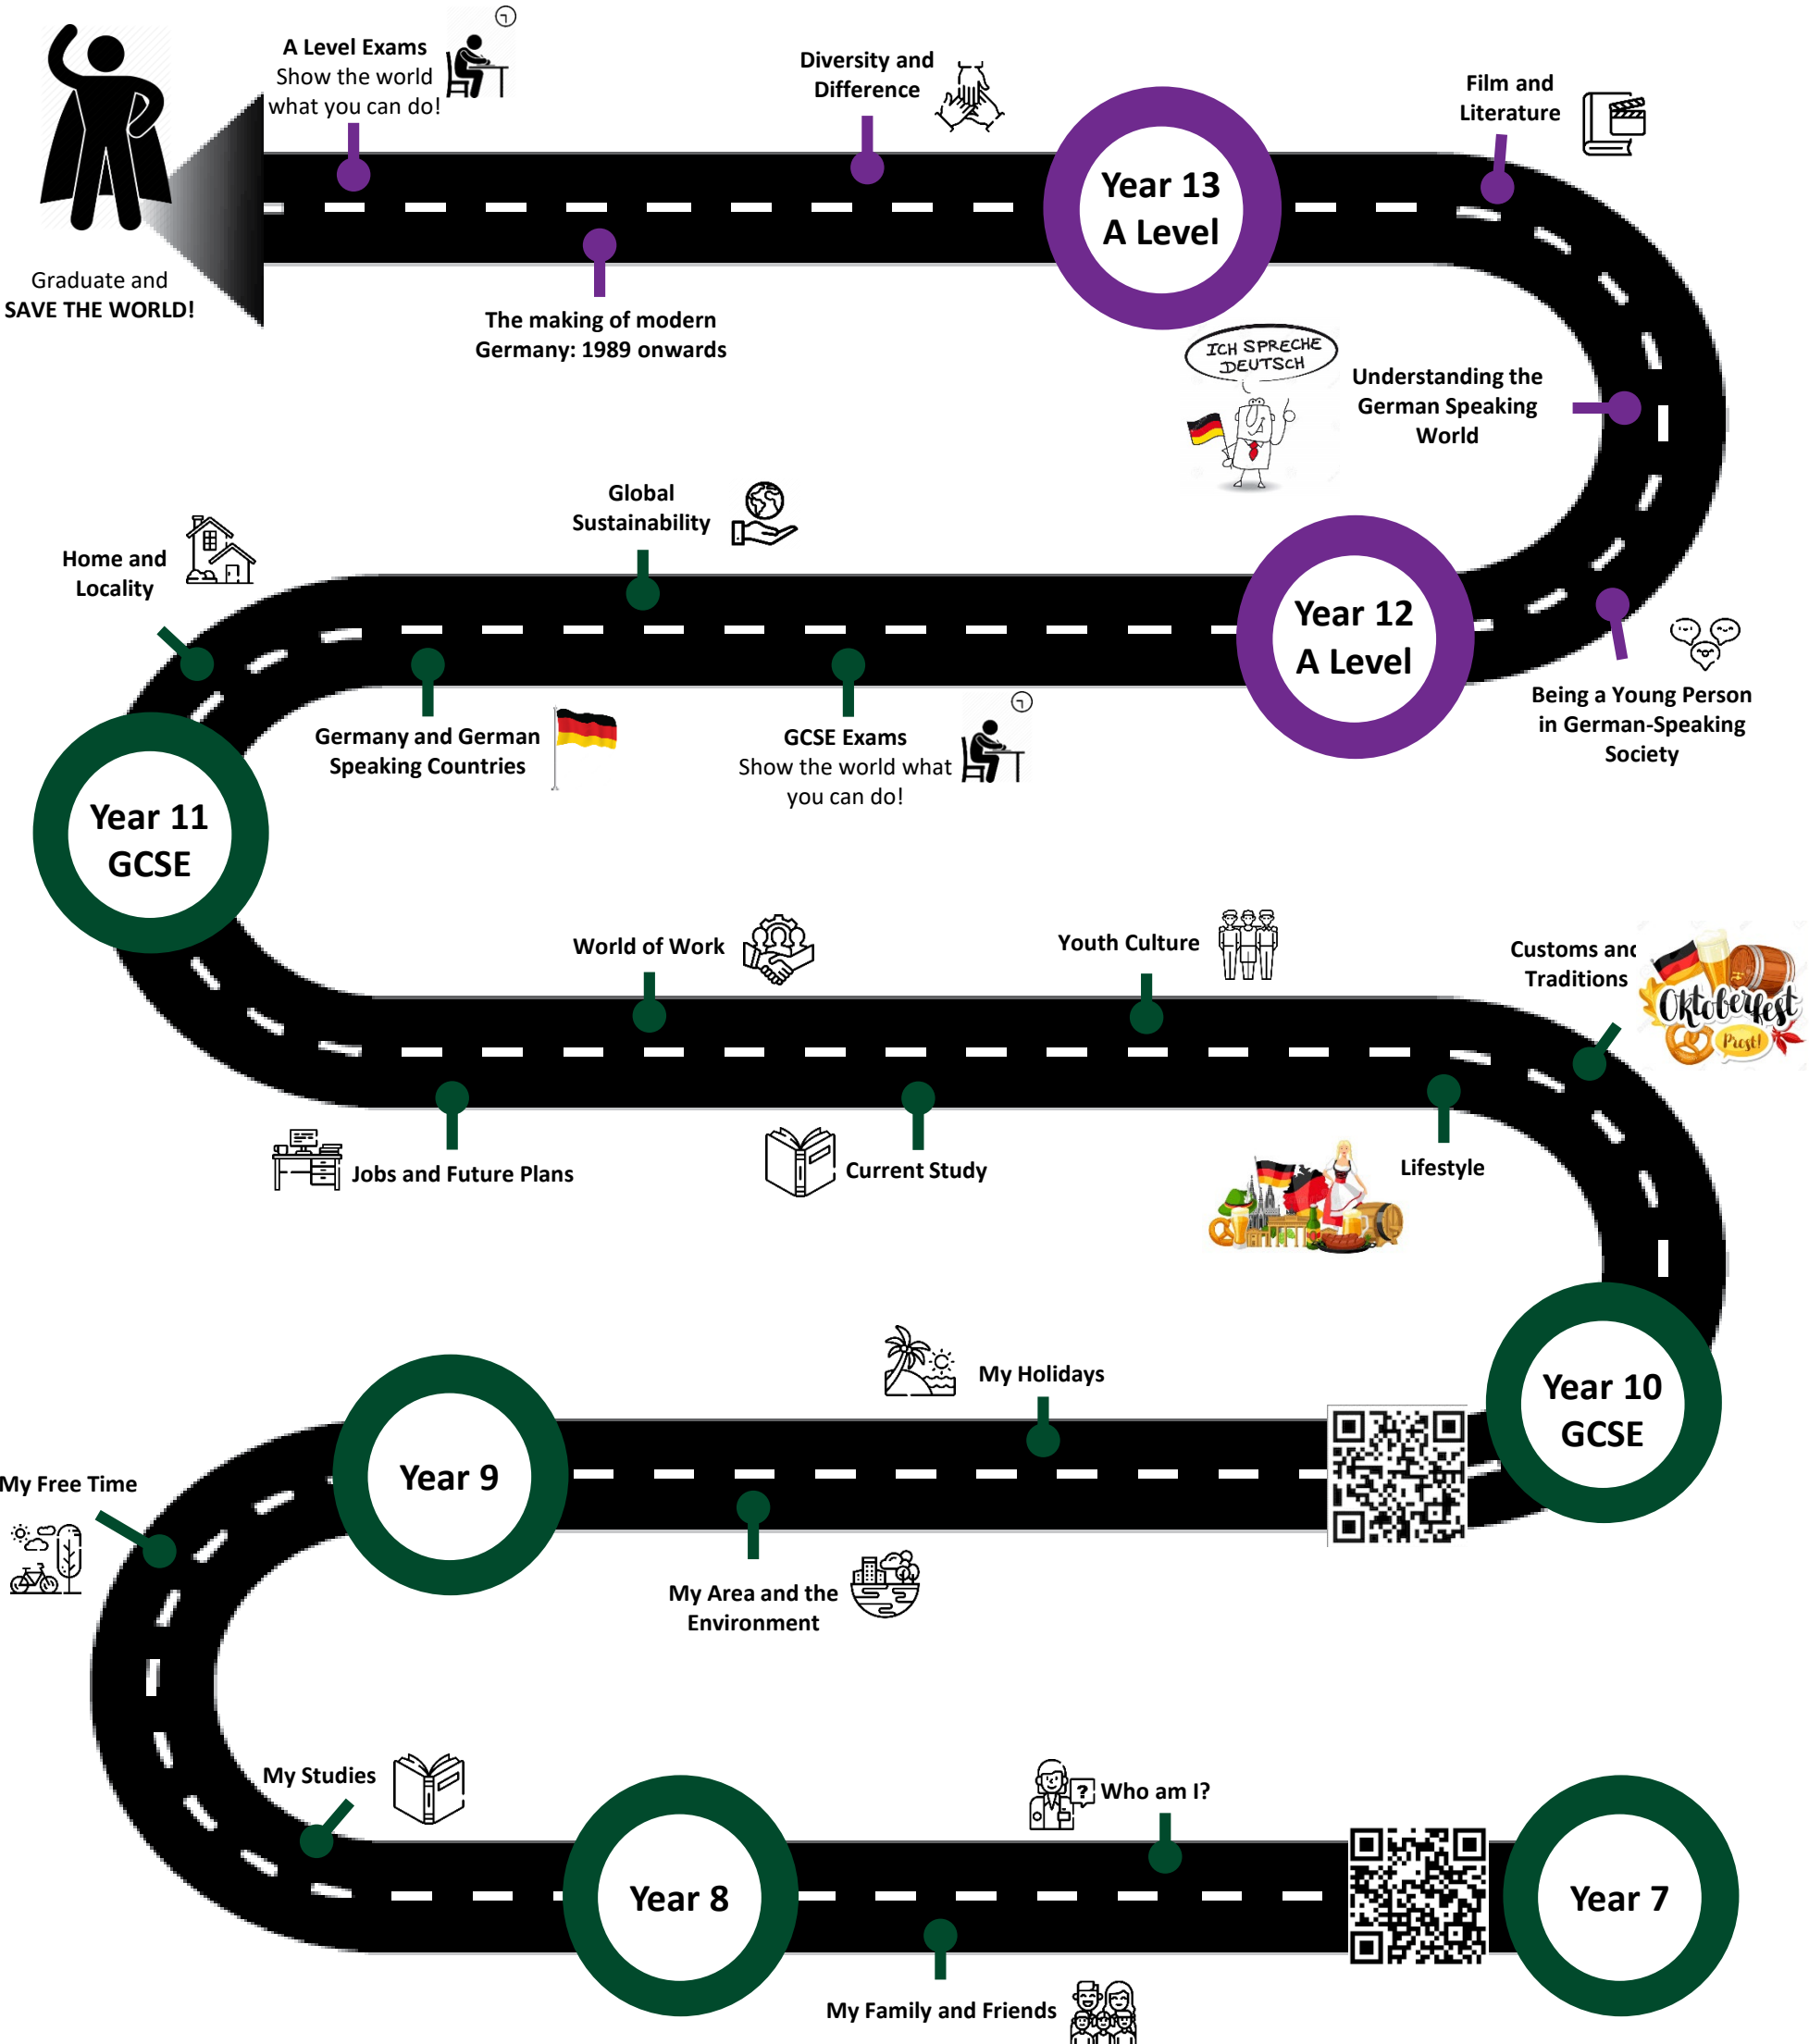 A Level Exams
Show the world
what you can do!
Diversity and
Difference
Film and
Literature
Year 13
A Level
Graduate and
SAVE THE WORLD!
The making of modern
Germany: 1989 onwards
ICH SPRECHE
DEUTSCH
Understanding the
German Speaking
World
Global
Sustainability
Home and
Locality
Year 12
A Level
Being a Young Person
in German-Speaking
Society
Germany and German
Speaking Countries
GCSE Exams
Show the world what
you can do!
Year 11
GCSE
World of Work
Youth Culture
Customs and
Traditions
Oktoberfest
Prost!
Jobs and Future Plans
Current Study
Lifestyle
My Holidays
Year 10
GCSE
Year 9
My Free Time
My Area and the
Environment
My Studies
Who am I?
?
Year 8
Year 7
My Family and Friends